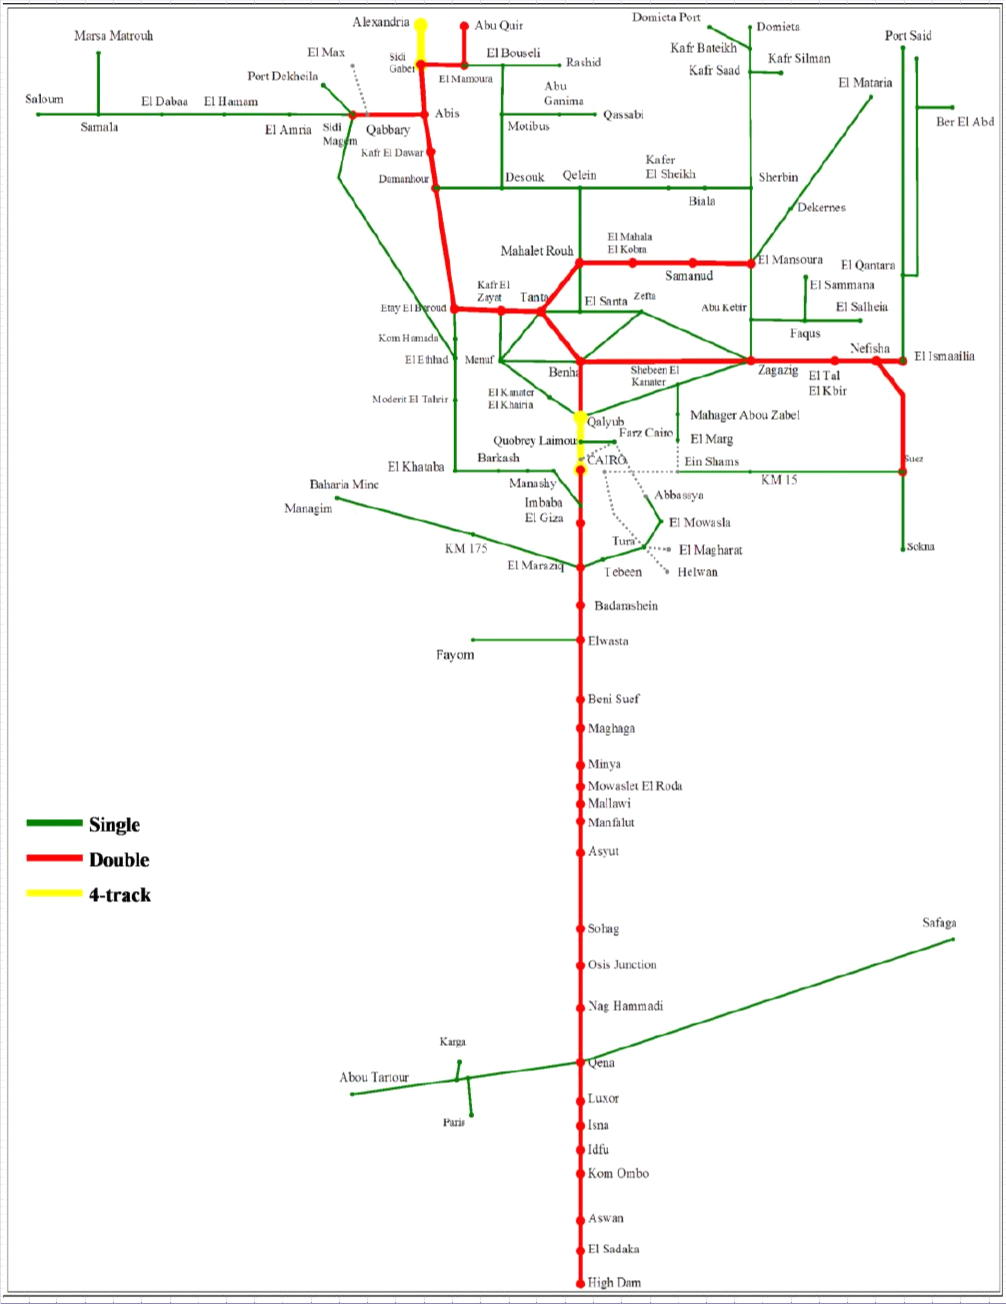 Alexandria
Abu Quir
Domieta Port
Domieta
Port Said
Marsa Matrouh
El Max
Sidi
Gaber
El Bouseli
Rashid
Kafr Bateikh
Kafr Saad
Kafr Silman
Port Dekheila
El Mamoura
Abu
Ganima
El Mataria
Saloum
El Dabaa
El Hamam
Samala
El Amria
Sidi
Magem
Qabbary
Abis
Motibus
Qassabi
Ber El Abd
Kafr El Dawar
Damanhour
Desouk
Qelein
Kafer
El Sheikh
Biala
Sherbin
Dekernes
Mahalet Rouh
El Mahala
El Kobra
Samanud
El Mansoura
El Qantara
El Sammana
El Salheia
Kafr El
Zayat
Tanta
El Santa
Zefta
Abu Kebir
Faqus
Etay El Baroud
Kom Hamada
El Etihad
Menuf
Benha
Shebeen El
Kanater
Zagazig
El Tal
El Kbir
Nefisha
El Ismaailia
Moderit El Tahrir
El Kanater
El Khairia
Qalyub
Mahager Abou Zabel
Quobrey Laimou
Farz Cairo
El Marg
El Khataba
Barkash
CAIRO
Ein Shams
Suez
Manashy
KM 15
Baharia Mine
Managim
Imbaba
El Giza
Abbassya
El Mowasla
KM 175
Tura
El Magharat
Sokna
El Maraziq
Tebeen
Helwan
Badarashein
Elwasta
Fayom
Beni Suef
Maghaga
Minya
Mowaslet El Roda
Mallawi
Manfalut
Single
Double
4-track
Asyut
Sohag
Safaga
Osis Junction
Nag Hammadi
Karga
Qena
Abou Tartour
Luxor
Paris
Isna
Idfu
Kom Ombo
Aswan
El Sadaka
High Dam